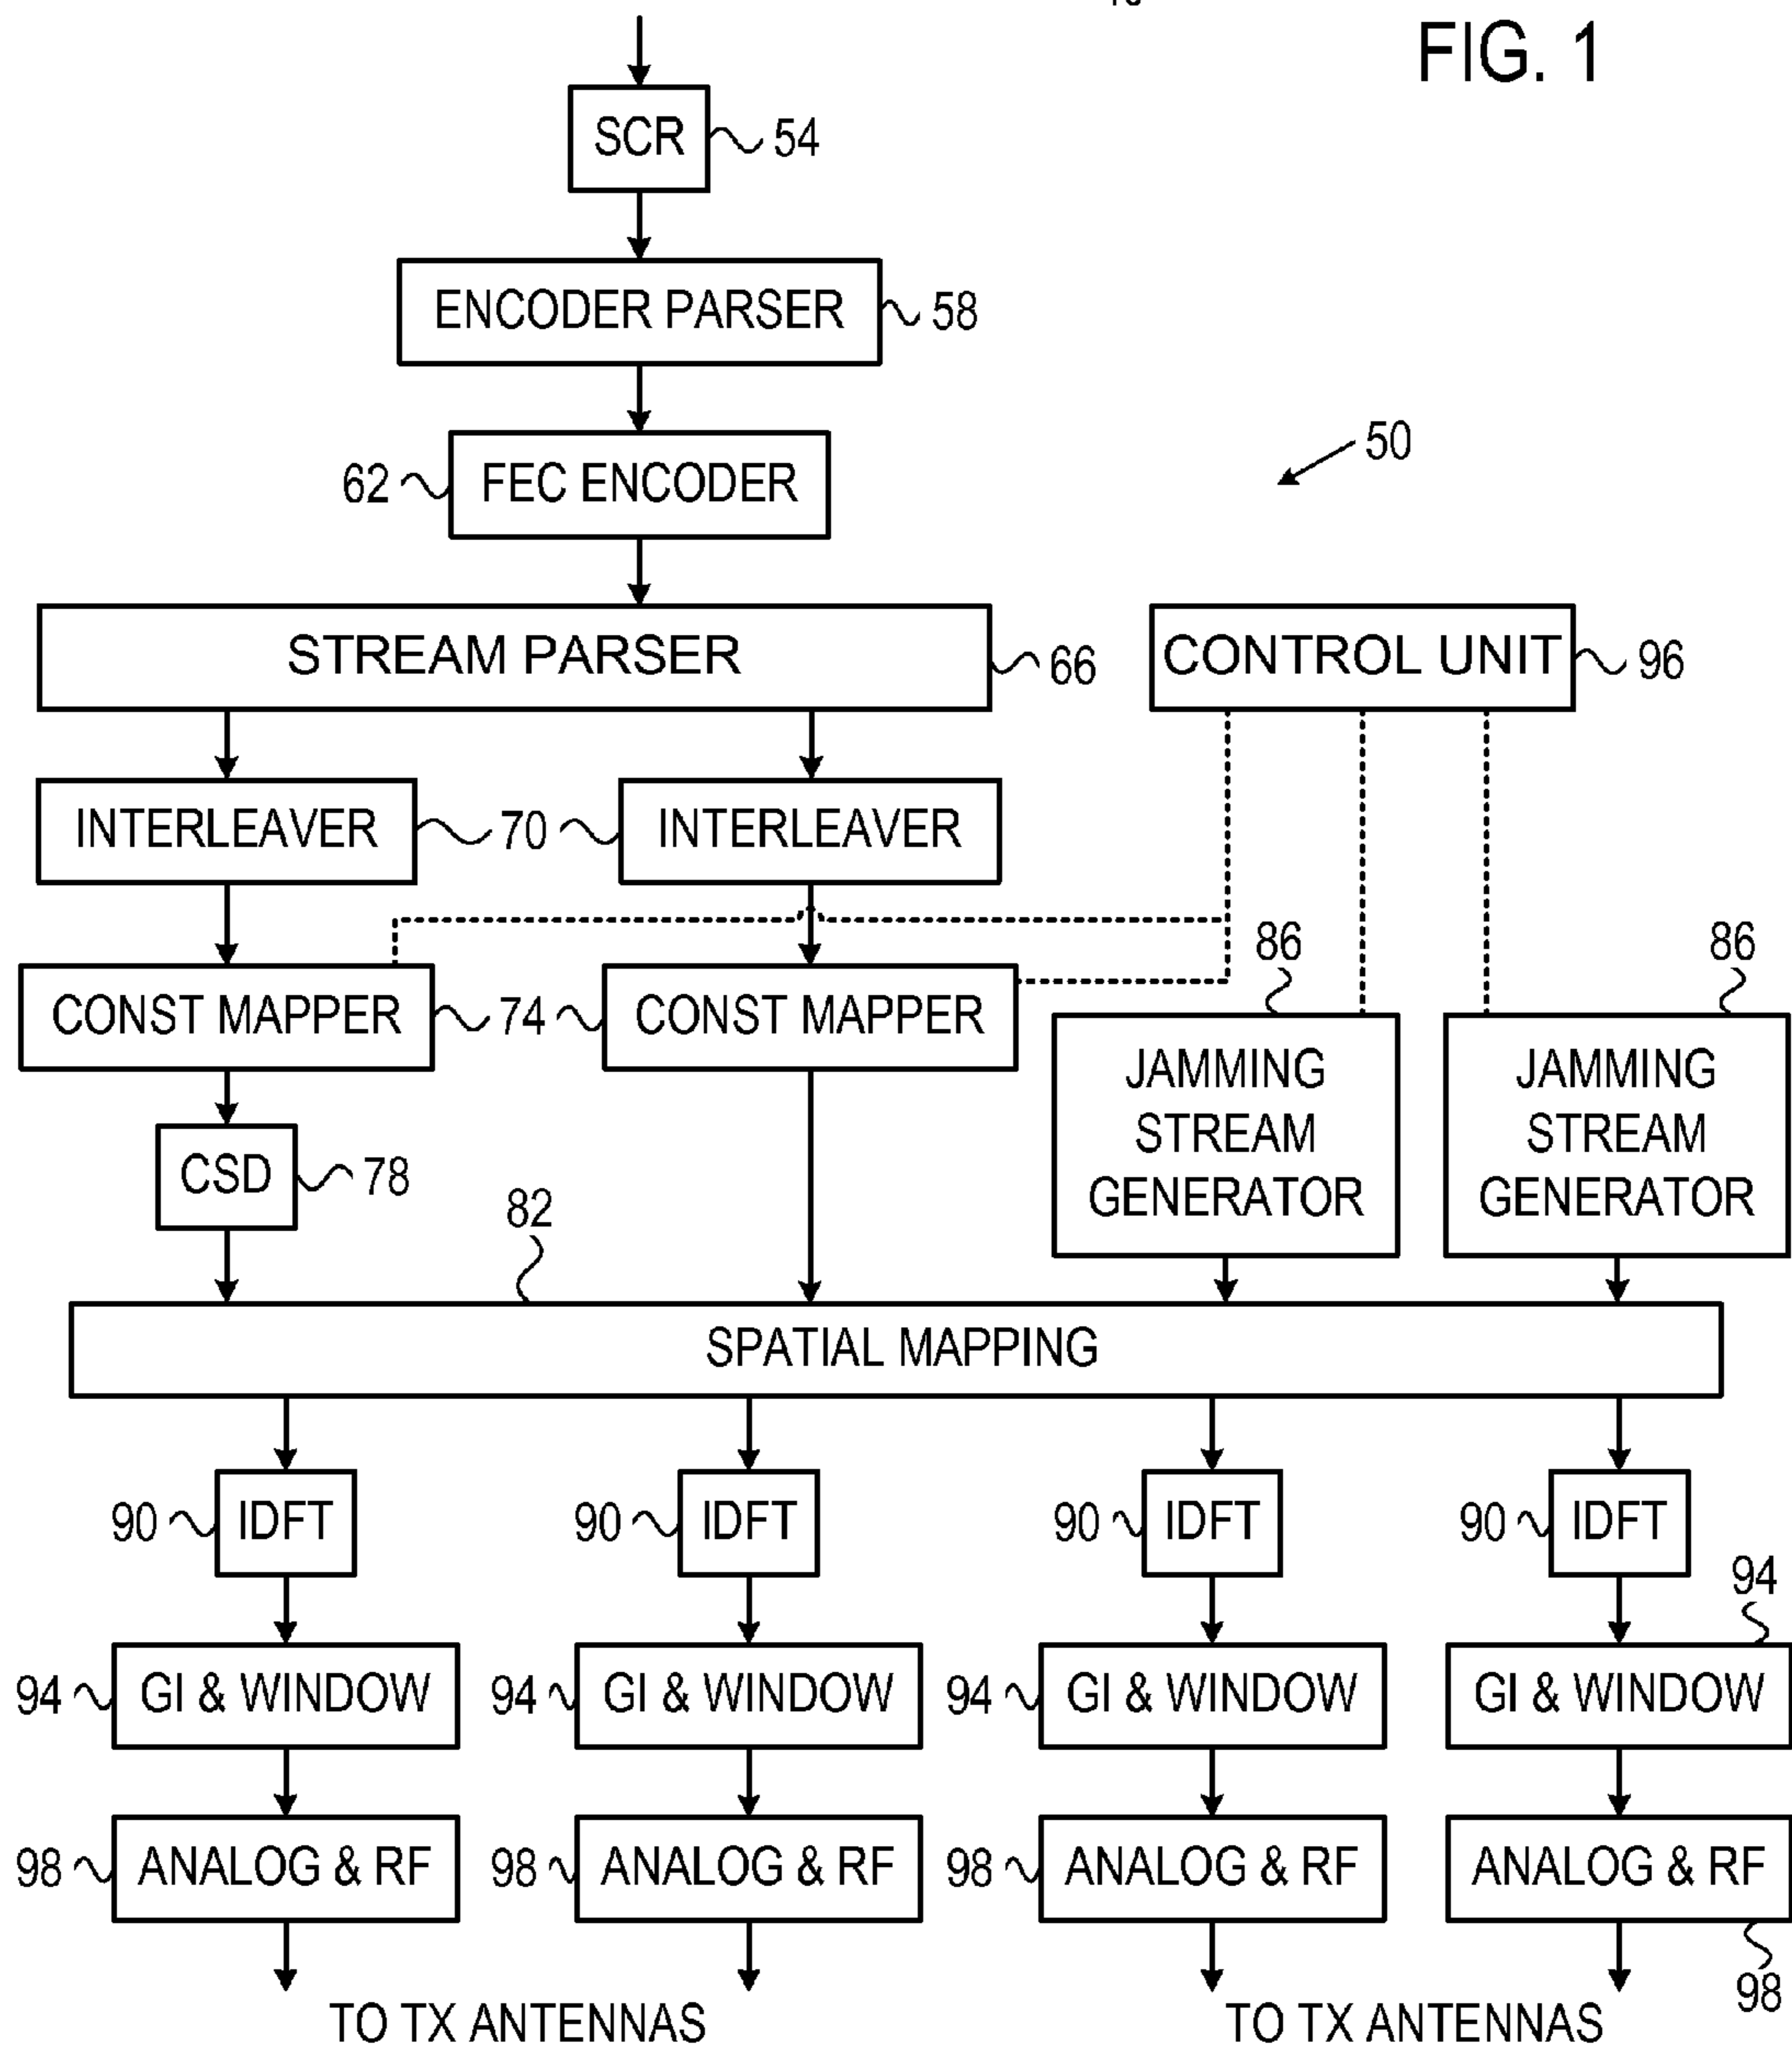 FIG. 1
SCR 54
ENCODER PARSER 58
62 FEC ENCODER
50
STREAM PARSER 66
CONTROL UNIT 96
INTERLEAVER 70 INTERLEAVER
86 86
CONST MAPPER 74 CONST MAPPER
JAMMING
STREAM
GENERATOR
JAMMING
STREAM
GENERATOR
CSD 78
82
SPATIAL MAPPING
90 IDFT 90 IDFT 90 IDFT 90 IDFT
94
94 GI & WINDOW 94 GI & WINDOW 94 GI & WINDOW GI & WINDOW
98 ANALOG & RF 98 ANALOG & RF 98 ANALOG & RF ANALOG & RF
98
TO TX ANTENNAS TO TX ANTENNAS